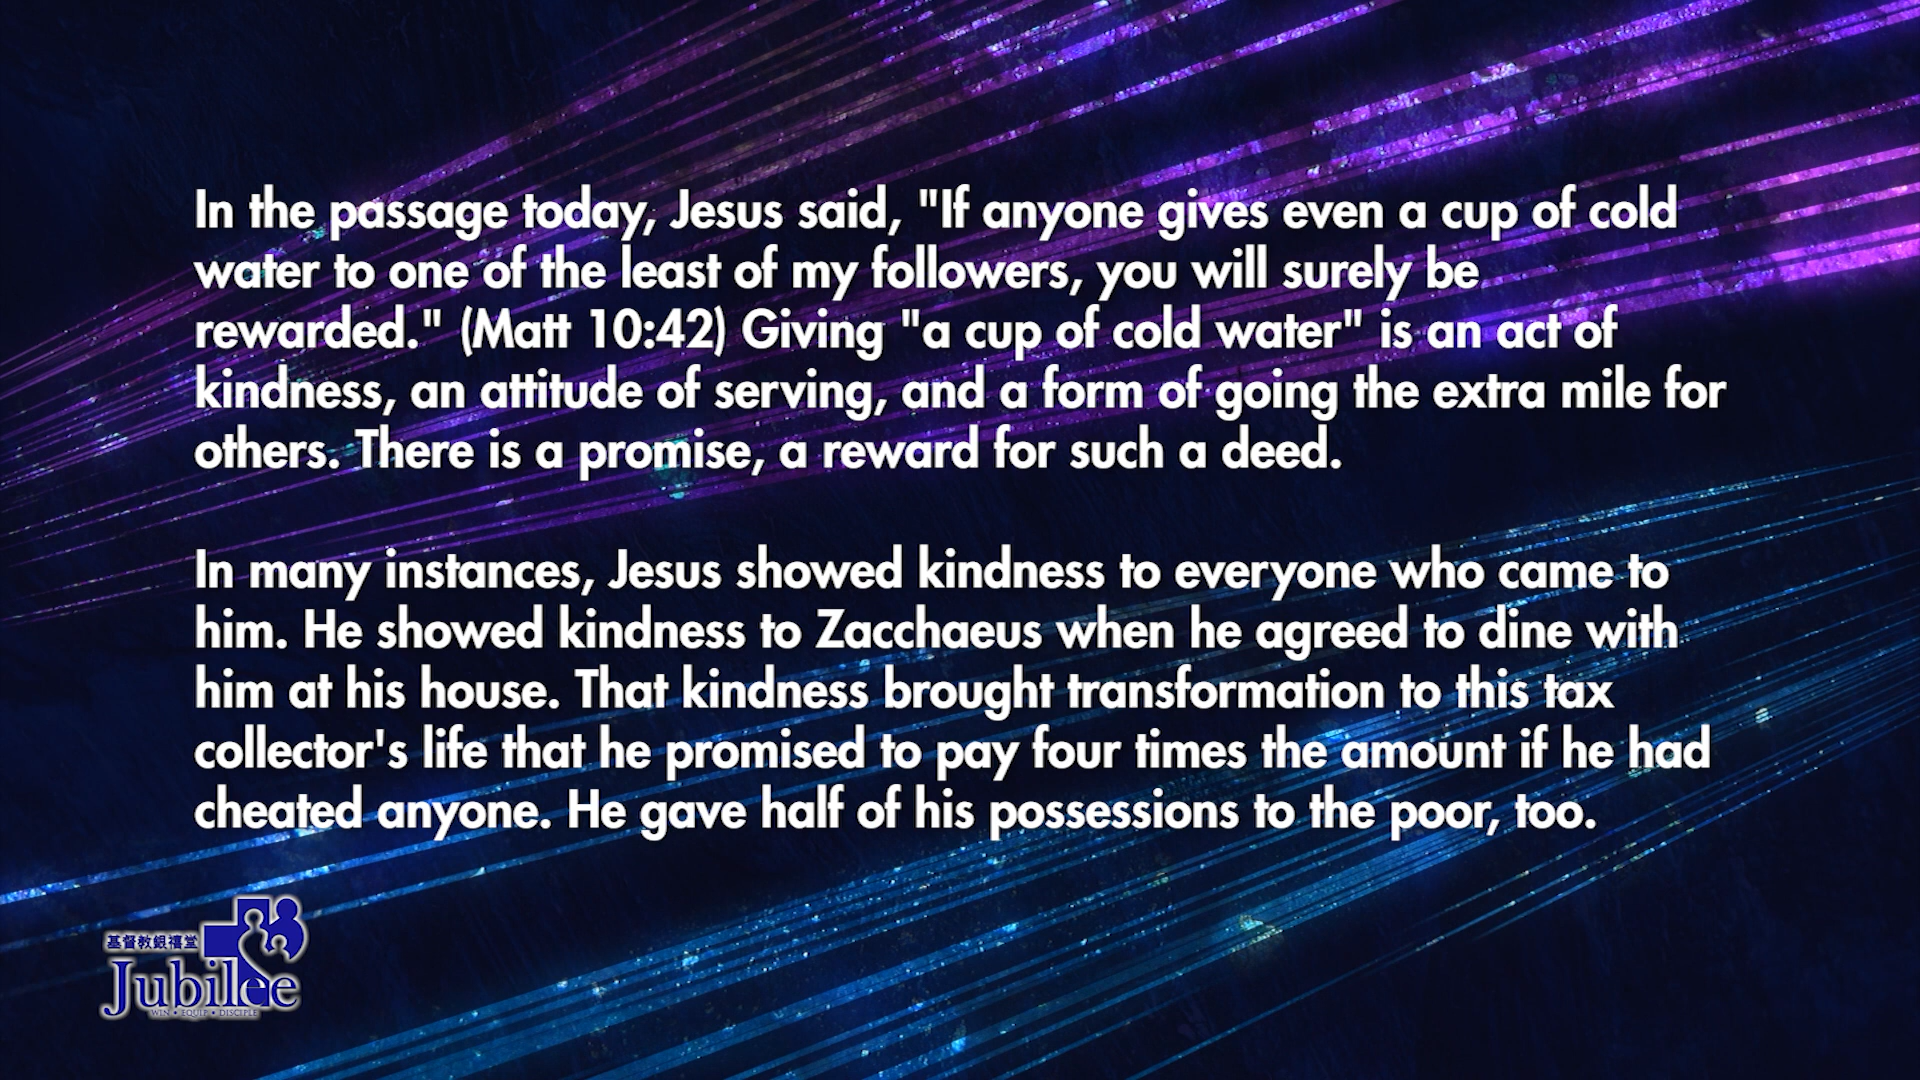 In the passage today, Jesus said, "If anyone gives even a cup of cold
water to one of the least of my followers, you will surely be
rewarded." (Matt 10:42) Giving "a cup of cold water" is an act of
kindness, an attitude of serving, and a form of going the extra mile for
others. There is a promise, a reward for such a deed.
In many instances, Jesus showed kindness to everyone who came to
him. He showed kindness to Zacchaeus when he agreed to dine with
him at his house. That kindness brought transformation to this tax
collector's life that he promised to pay four times the amount if he had
cheated anyone. He gave half of his possessions to the poor, too.
基督教銀禧堂
Jubilee
WIN • EQUIP • DISCIPLE